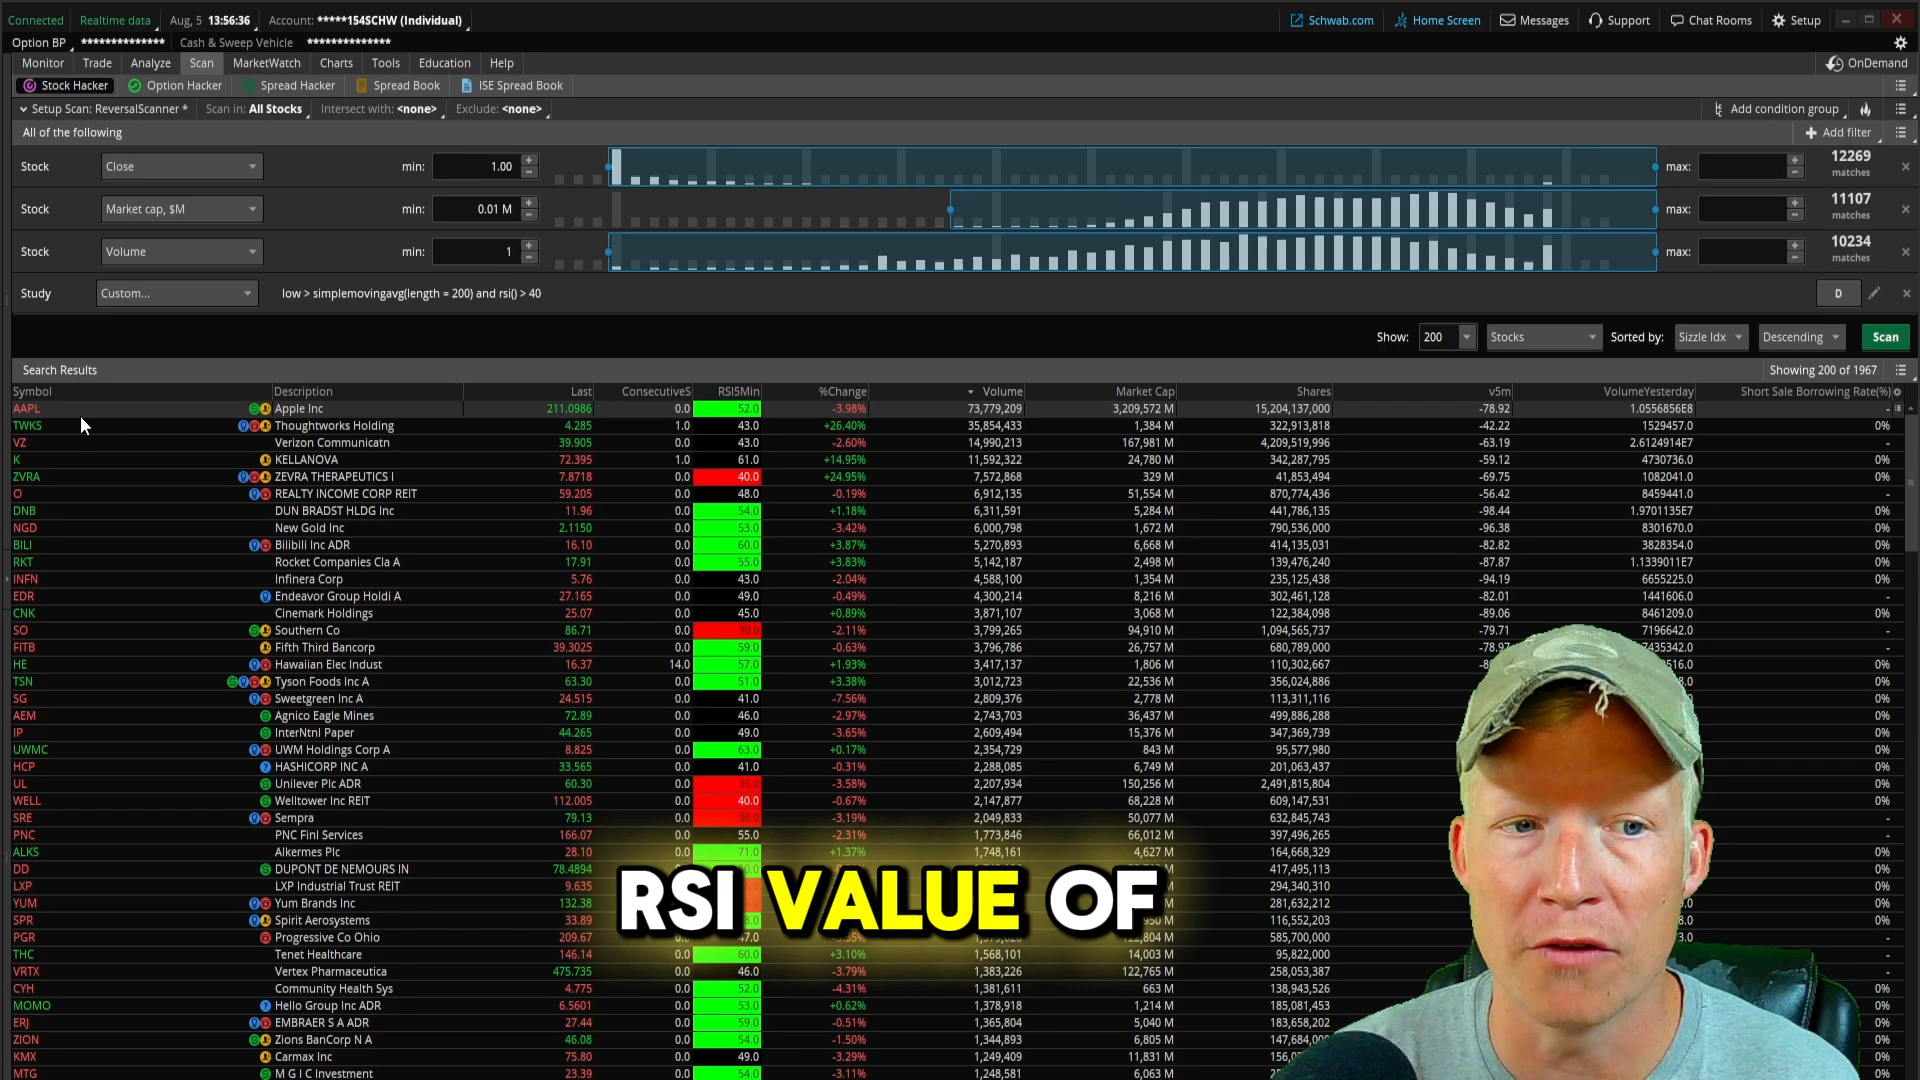 Connected Realtime data Aug, 5 13:56:36 Account: *****154SCHW (Individual) Schwab.com Home Screen Messages Support Chat Rooms Setup
Option BP ************** Cash & Sweep Vehicle **************
Monitor Trade Analyze Scan MarketWatch Charts Tools Education Help OnDemand
Stock Hacker Option Hacker Spread Hacker Spread Book ISE Spread Book
Setup Scan: ReversalScanner * Scan in: All Stocks Intersect with: <none> Exclude: <none> Add condition group
All of the following Add filter
Stock Close min: 1.00 max: 12269 matches
Stock Market cap, $M min: 0.01 M max: 11107 matches
Stock Volume min: 1 max: 10234 matches
Study Custom... low > simplemovingavg(length = 200) and rsi() > 40 D
Show: 200 Stocks Sorted by: Sizzle Idx Descending Scan
Search Results Showing 200 of 1967
Symbol Description Last ConsecutiveS RSI5Min %Change Volume Market Cap Shares v5m VolumeYesterday Short Sale Borrowing Rate(%)
AAPL Apple Inc 211.0986 0.0 52.0 -3.98% 73,779,209 3,209,572 M 15,204,137,000 -78.92 1.0556856E8 -
TWKS Thoughtworks Holding 4.285 1.0 43.0 +26.40% 35,854,433 1,384 M 322,913,818 -42.22 1529457.0 0%
VZ Verizon Communicatn 39.905 0.0 43.0 -2.60% 14,990,213 167,981 M 4,209,519,996 -63.19 2.6124914E7 -
K KELLANOVA 72.395 1.0 61.0 +14.95% 11,592,322 24,780 M 342,287,795 -59.12 4730736.0 0%
ZVRA ZEVRA THERAPEUTICS I 7.8718 0.0 40.0 +24.95% 7,572,868 329 M 41,853,494 -69.75 1082041.0 0%
O REALTY INCOME CORP REIT 59.205 0.0 48.0 -0.19% 6,912,135 51,554 M 870,774,436 -56.42 8459441.0 -
DNB DUN BRADST HLDG Inc 11.96 0.0 54.0 +1.18% 6,311,591 5,284 M 441,786,135 -98.44 1.9701135E7 0%
NGD New Gold Inc 2.1150 0.0 53.0 -3.42% 6,000,798 1,672 M 790,536,000 -96.38 8301670.0 0%
BILI Bilibili Inc ADR 16.10 0.0 60.0 +3.87% 5,270,893 6,668 M 414,135,031 -82.82 3828354.0 0%
RKT Rocket Companies Cla A 17.91 0.0 55.0 +3.83% 5,142,187 2,498 M 139,476,240 -87.87 1.1339011E7 0%
INFN Infinera Corp 5.76 0.0 43.0 -2.04% 4,588,100 1,354 M 235,125,438 -94.19 6655225.0 0%
EDR Endeavor Group Holdi A 27.165 0.0 49.0 -0.49% 4,300,214 8,216 M 302,461,128 -82.01 1441606.0 -
CNK Cinemark Holdings 25.07 0.0 45.0 +0.89% 3,871,107 3,068 M 122,384,098 -89.06 8461209.0 0%
SO Southern Co 86.71 0.0 30.0 -2.11% 3,799,265 94,910 M 1,094,565,737 -79.71 7196642.0 -
FITB Fifth Third Bancorp 39.3025 0.0 59.0 -0.63% 3,796,786 26,757 M 680,789,000 -78.97 435342.0 -
HE Hawaiian Elec Indust 16.37 14.0 57.0 +1.93% 3,417,137 1,806 M 110,302,667 516.0 0%
TSN Tyson Foods Inc A 63.30 0.0 51.0 +3.38% 3,012,723 22,536 M 356,024,886 0%
SG Sweetgreen Inc A 24.515 0.0 41.0 -7.56% 2,809,376 2,778 M 113,311,116 0%
AEM Agnico Eagle Mines 72.89 0.0 46.0 -2.97% 2,743,703 36,437 M 499,886,288 0%
IP InterNtnl Paper 44.265 0.0 49.0 -3.65% 2,609,494 15,376 M 347,369,739 0%
UWMC UWM Holdings Corp A 8.825 0.0 63.0 +0.17% 2,354,729 843 M 95,577,980 0%
HCP HASHICORP INC A 33.565 0.0 41.0 -0.31% 2,288,085 6,749 M 201,063,437 0%
UL Unilever Plc ADR 60.30 0.0 -3.58% 2,207,934 150,256 M 2,491,815,804 0%
WELL Welltower Inc REIT 112.005 0.0 40.0 -0.67% 2,147,877 68,228 M 609,147,531 0%
SRE Sempra 79.13 0.0 30.0 -3.19% 2,049,833 50,077 M 632,845,743 0%
PNC PNC Finl Services 166.07 0.0 55.0 -2.31% 1,773,846 66,012 M 397,496,265 -
ALKS Alkermes Plc 28.10 0.0 71.0 +1.37% 1,748,161 4,627 M 164,668,329 0%
DD DUPONT DE NEMOURS IN 78.4894 417,495,113 0%
LXP LXP Industrial Trust REIT 9.635 294,340,310 0%
YUM Yum Brands Inc 132.38 281,632,212 0%
SPR Spirit Aerosystems 33.89 116,552,203 0%
PGR Progressive Co Ohio 209.67 47.0 585,700,000 -
THC Tenet Healthcare 146.14 0.0 60.0 +3.10% 1,568,101 14,003 M 95,822,000 -
VRTX Vertex Pharmaceutica 475.735 0.0 46.0 -3.79% 1,383,226 122,765 M 258,053,387 -
CYH Community Health Sys 4.775 0.0 52.0 -4.31% 1,381,611 663 M 138,943,526 0%
MOMO Hello Group Inc ADR 6.5601 0.0 53.0 +0.62% 1,378,918 1,214 M 185,081,453 0%
ERJ EMBRAER S A ADR 27.44 0.0 59.0 -0.51% 1,365,804 5,040 M 183,658,202 0%
ZION Zions BanCorp N A 46.08 0.0 54.0 -1.50% 1,344,893 6,805 M 147,684,000 0%
KMX Carmax Inc 75.80 0.0 49.0 -3.29% 1,249,409 11,831 M 0%
MTG M G I C Investment 23.39 0.0 54.0 -3.11% 1,248,581 6,063 M 0%
RSI VALUE OF